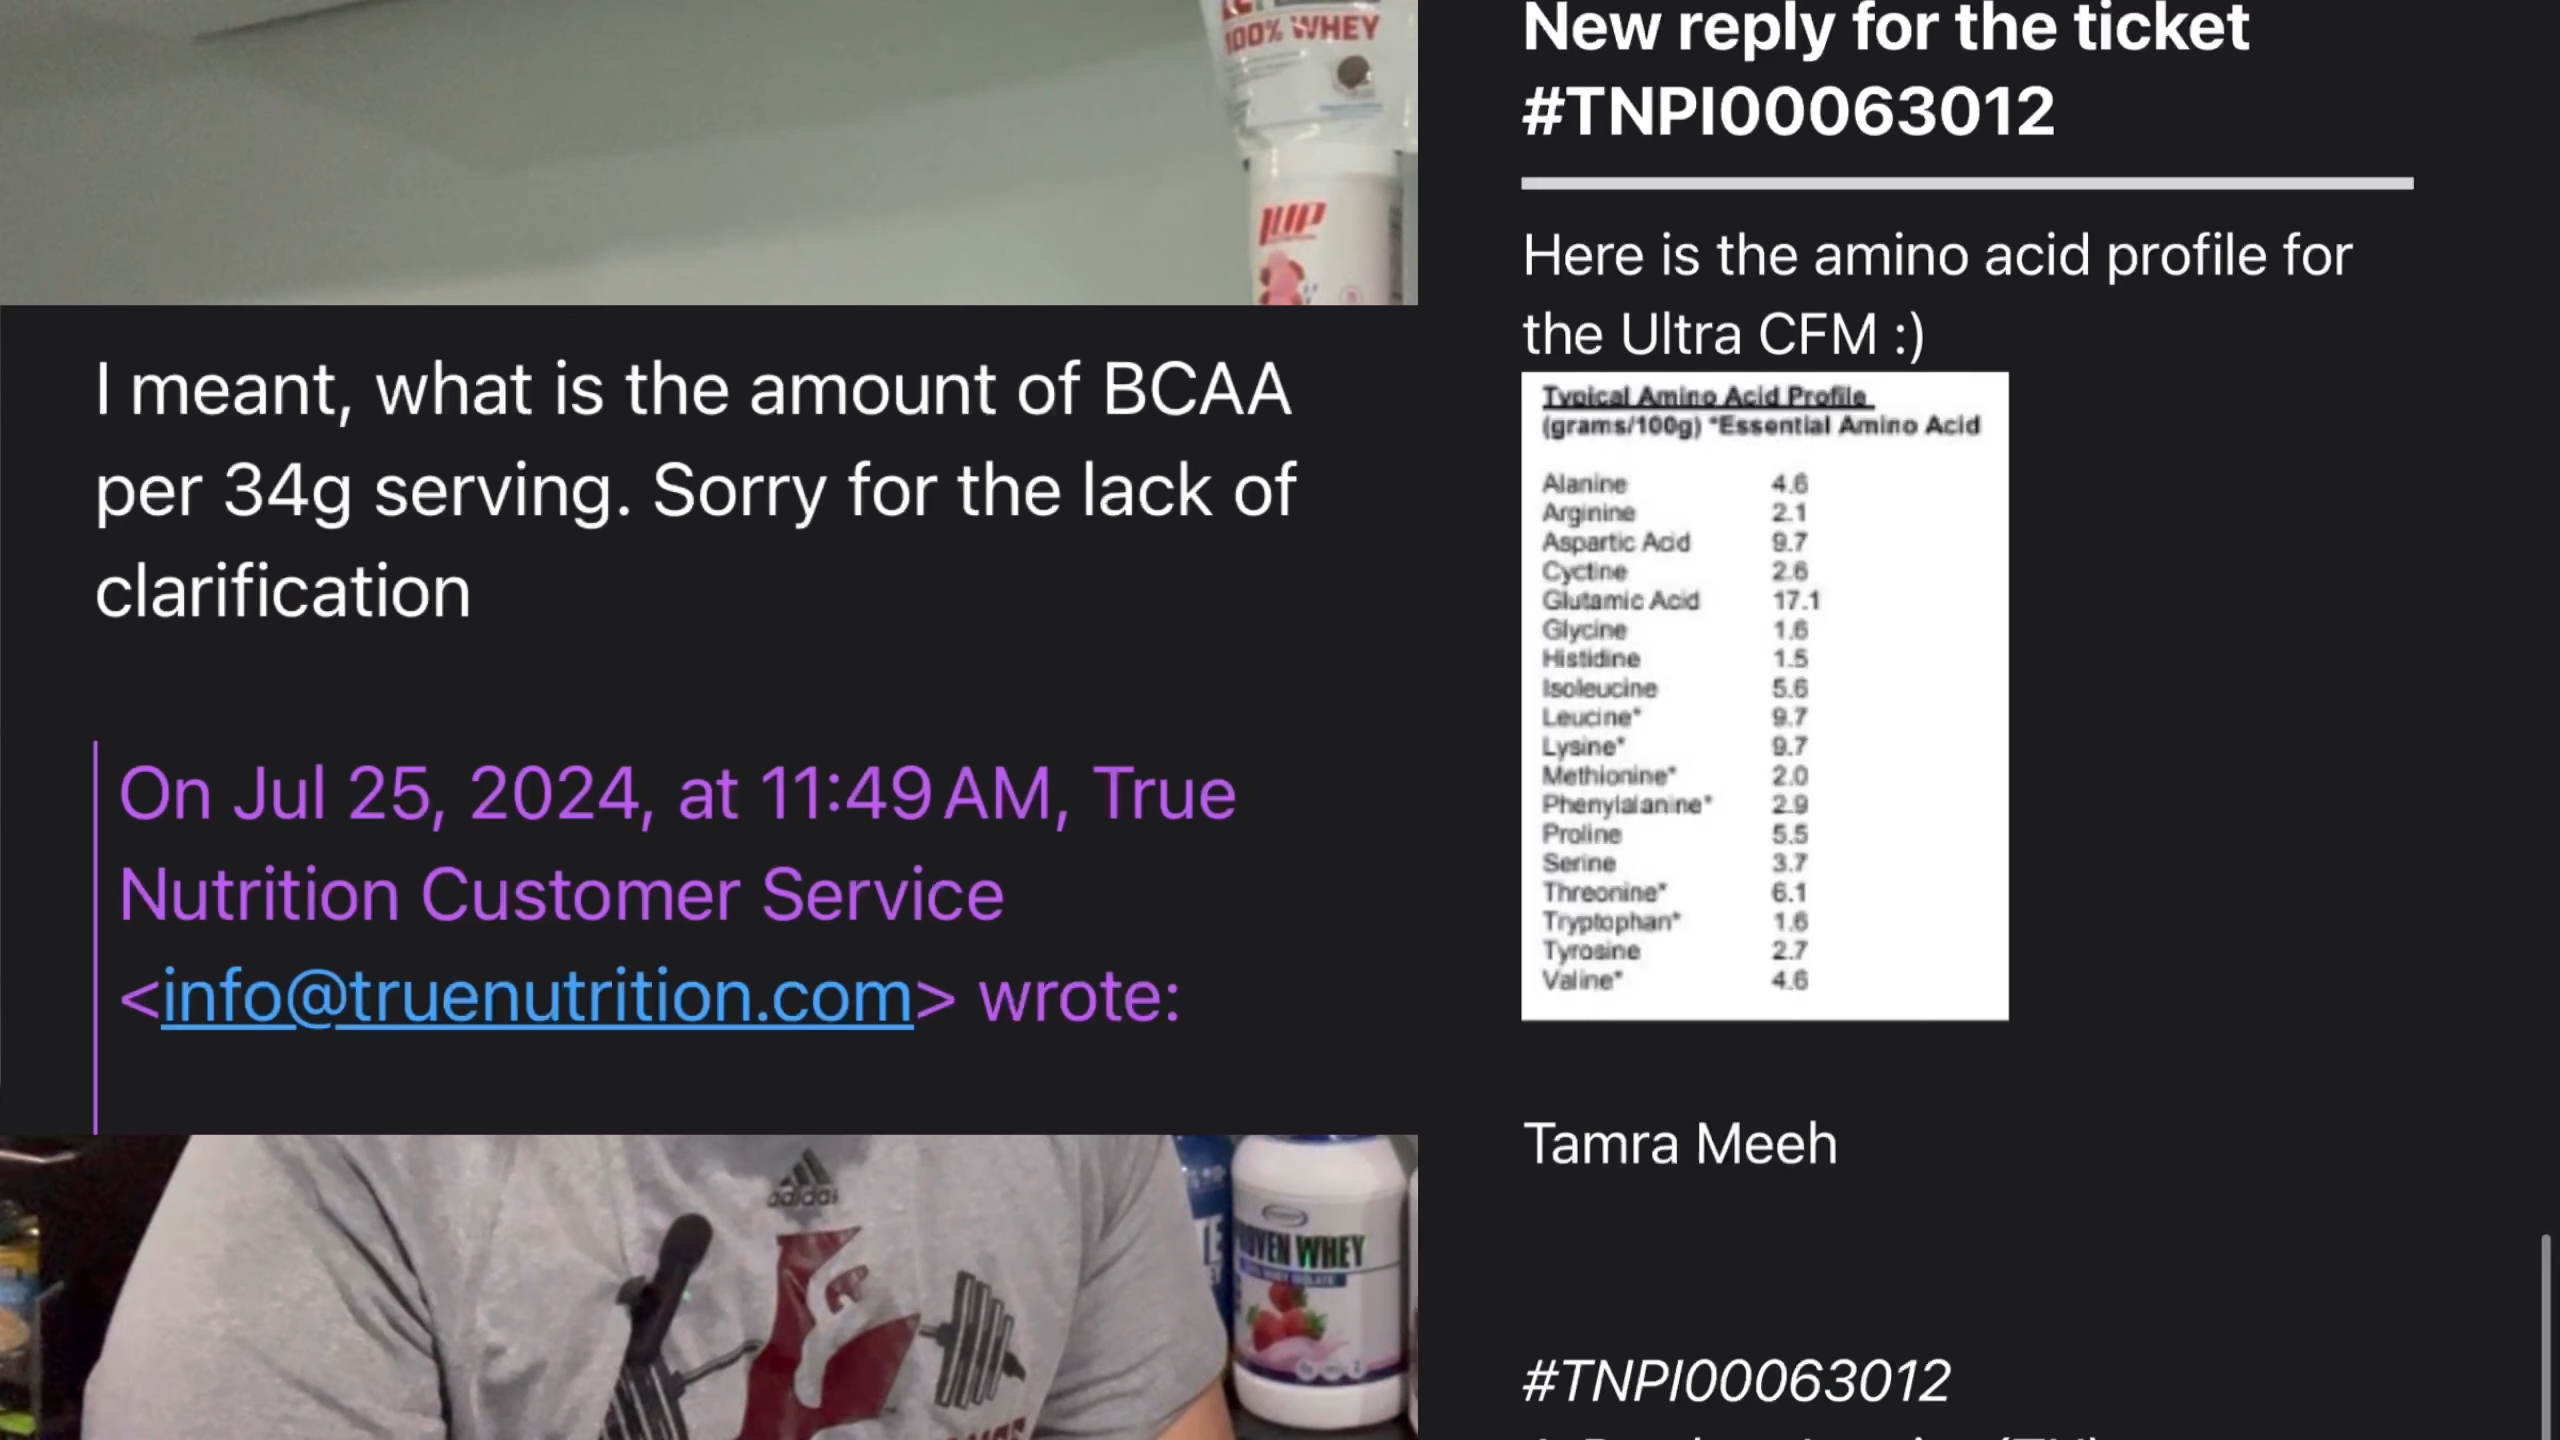 100% WHEY
1UP
I meant, what is the amount of BCAA
per 34g serving. Sorry for the lack of
clarification
On Jul 25, 2024, at 11:49 AM, True
Nutrition Customer Service
<info@truenutrition.com> wrote:
adidas
WHEY
New reply for the ticket
#TNPI00063012
Here is the amino acid profile for
the Ultra CFM :)
Typical Amino Acid Profile
(grams/100g) *Essential Amino Acid
Alanine 4.6
Arginine 2.1
Aspartic Acid 9.7
Cyctine 2.6
Glutamic Acid 17.1
Glycine 1.6
Histidine 1.5
Isoleucine 5.6
Leucine* 9.7
Lysine* 9.7
Methionine* 2.0
Phenylalanine* 2.9
Proline 5.5
Serine 3.7
Threonine* 6.1
Tryptophan* 1.6
Tyrosine 2.7
Valine* 4.6
Tamra Meeh
#TNPI00063012